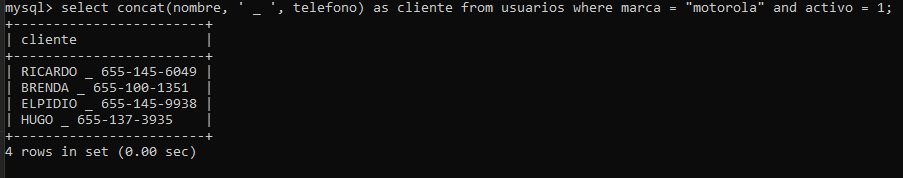 mysql> select concat(nombre, ' _ ', telefono) as cliente from usuarios where marca = "motorola" and activo = 1;
+------------------------+
| cliente                |
+------------------------+
| RICARDO _ 655-145-6049 |
| BRENDA _ 655-100-1351  |
| ELPIDIO _ 655-145-9938 |
| HUGO _ 655-137-3935    |
+------------------------+
4 rows in set (0.00 sec)